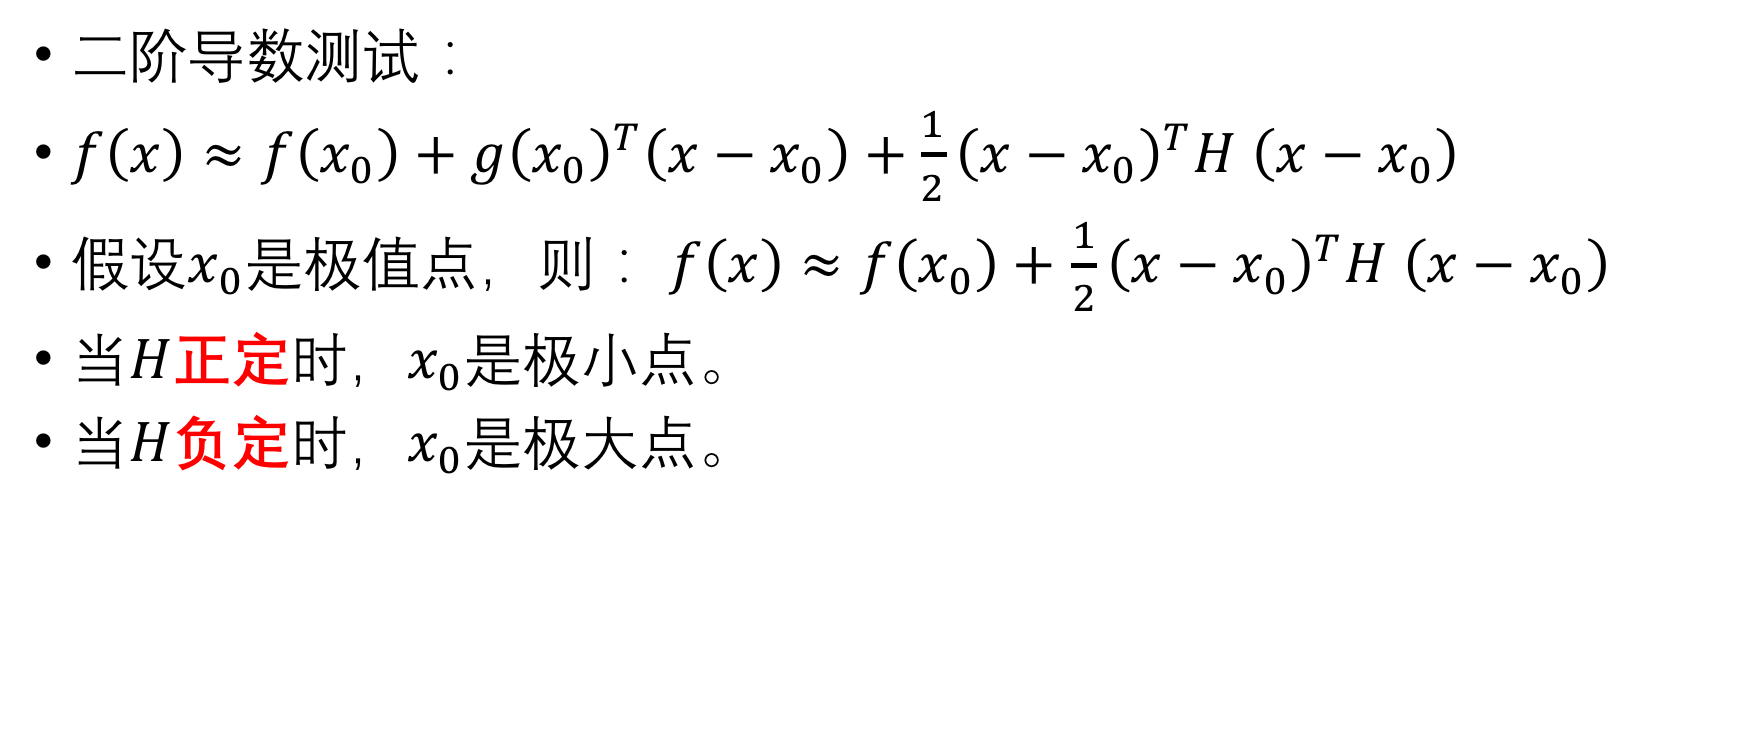 • 二阶导数测试：
• f(x) ≈ f(x₀) + g(x₀)ᵀ(x − x₀) + ½(x − x₀)ᵀH (x − x₀)
• 假设x₀是极值点，则：f(x) ≈ f(x₀) + ½(x − x₀)ᵀH (x − x₀)
• 当H正定时，x₀是极小点。
• 当H负定时，x₀是极大点。